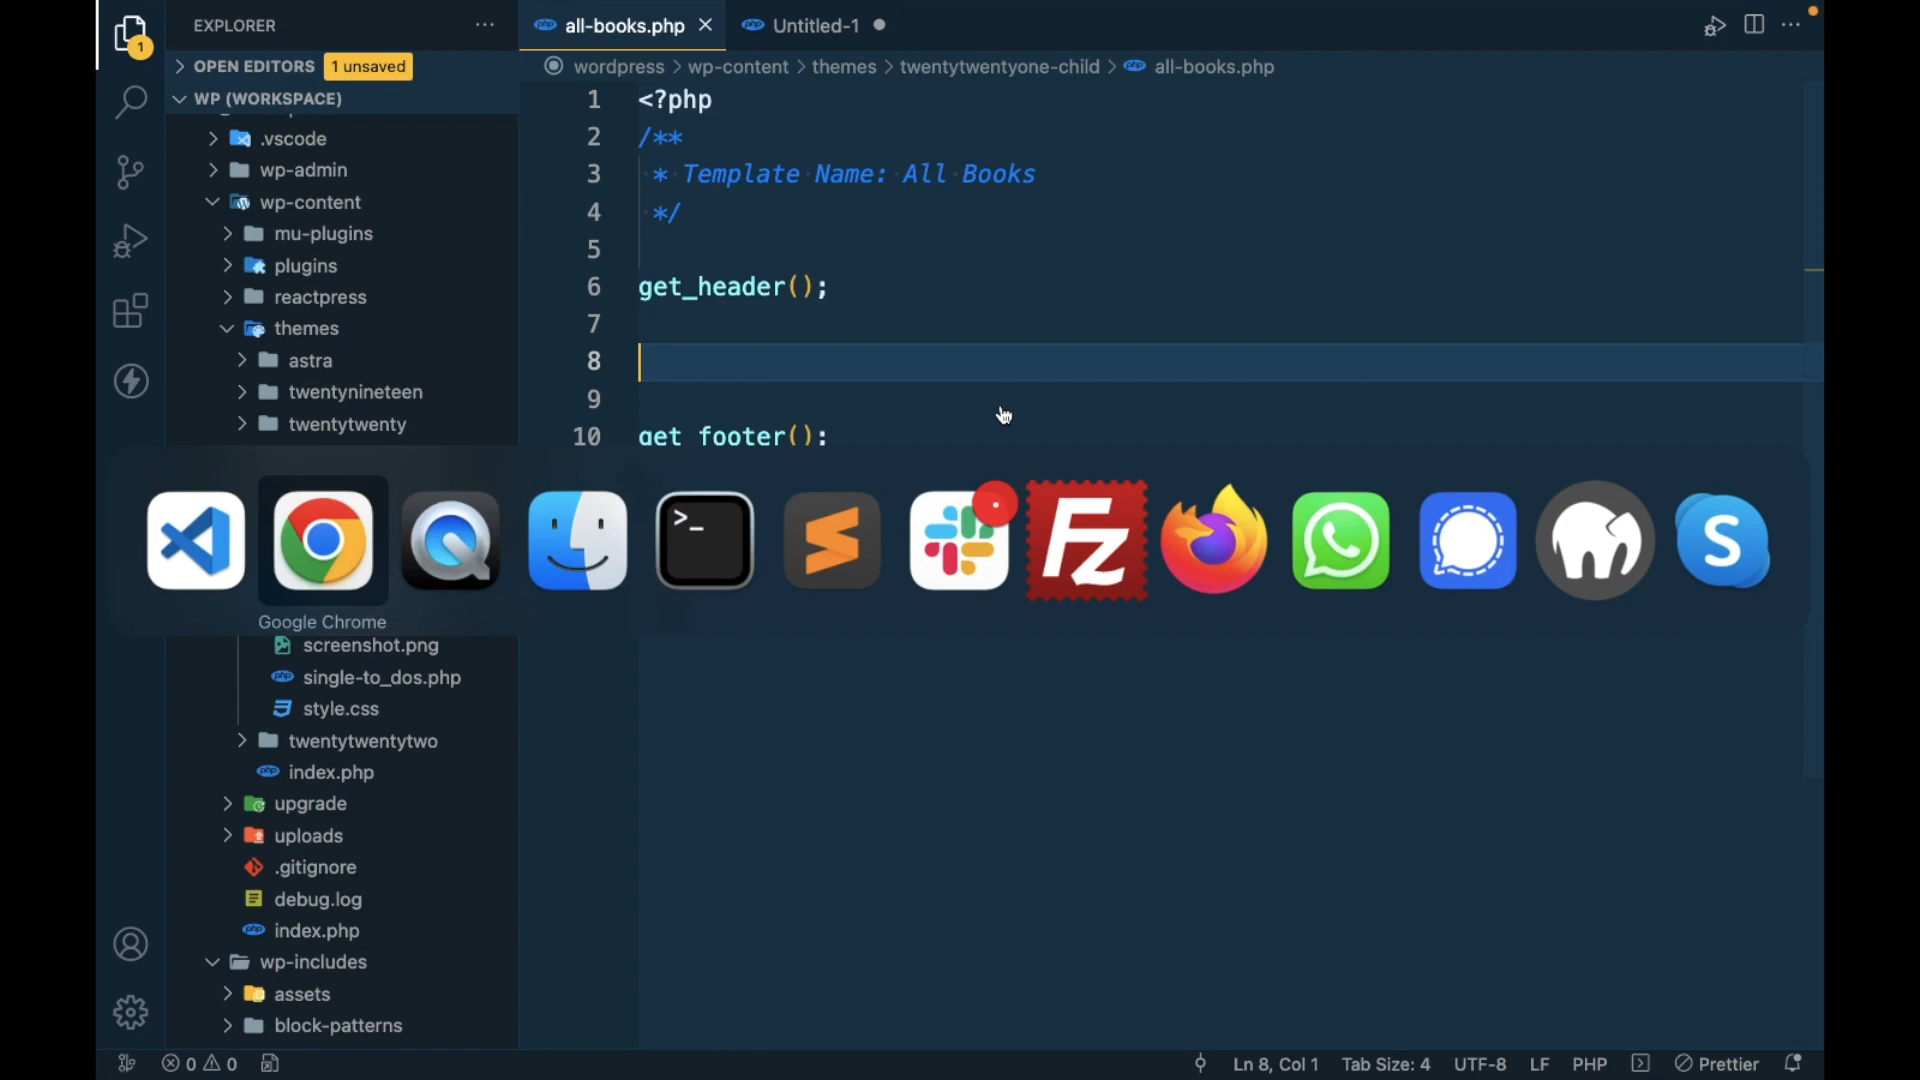 EXPLORER
all-books.php
Untitled-1
OPEN EDITORS 1 unsaved
wordpress > wp-content > themes > twentytwentyone-child > all-books.php
WP (WORKSPACE)
.vscode
wp-admin
wp-content
mu-plugins
plugins
reactpress
themes
astra
twentynineteen
twentytwenty
1 <?php
2 /**
3 * Template Name: All Books
4 */
5
6 get_header();
7
8
9
10 get_footer();
Google Chrome
screenshot.png
single-to_dos.php
style.css
twentytwentytwo
index.php
upgrade
uploads
.gitignore
debug.log
index.php
wp-includes
assets
block-patterns
0 0
Ln 8, Col 1 Tab Size: 4 UTF-8 LF PHP Prettier